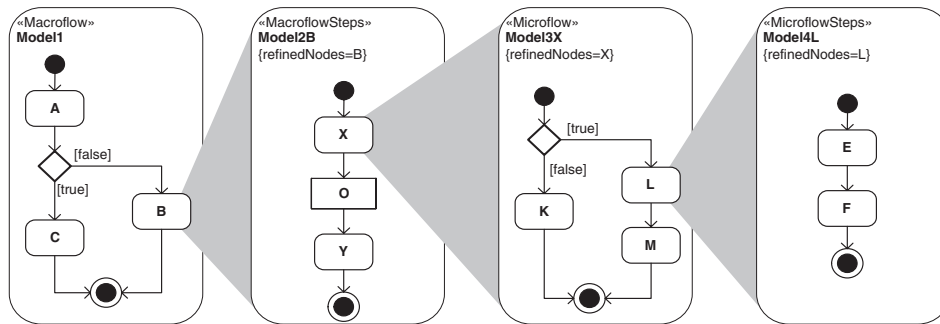 «Macroflow»
Model1
A
[false]
[true]
B
C
«MacroflowSteps»
Model2B
{refinedNodes=B}
X
O
Y
«Microflow»
Model3X
{refinedNodes=X}
[true]
[false]
L
K
M
«MicroflowSteps»
Model4L
{refinedNodes=L}
E
F